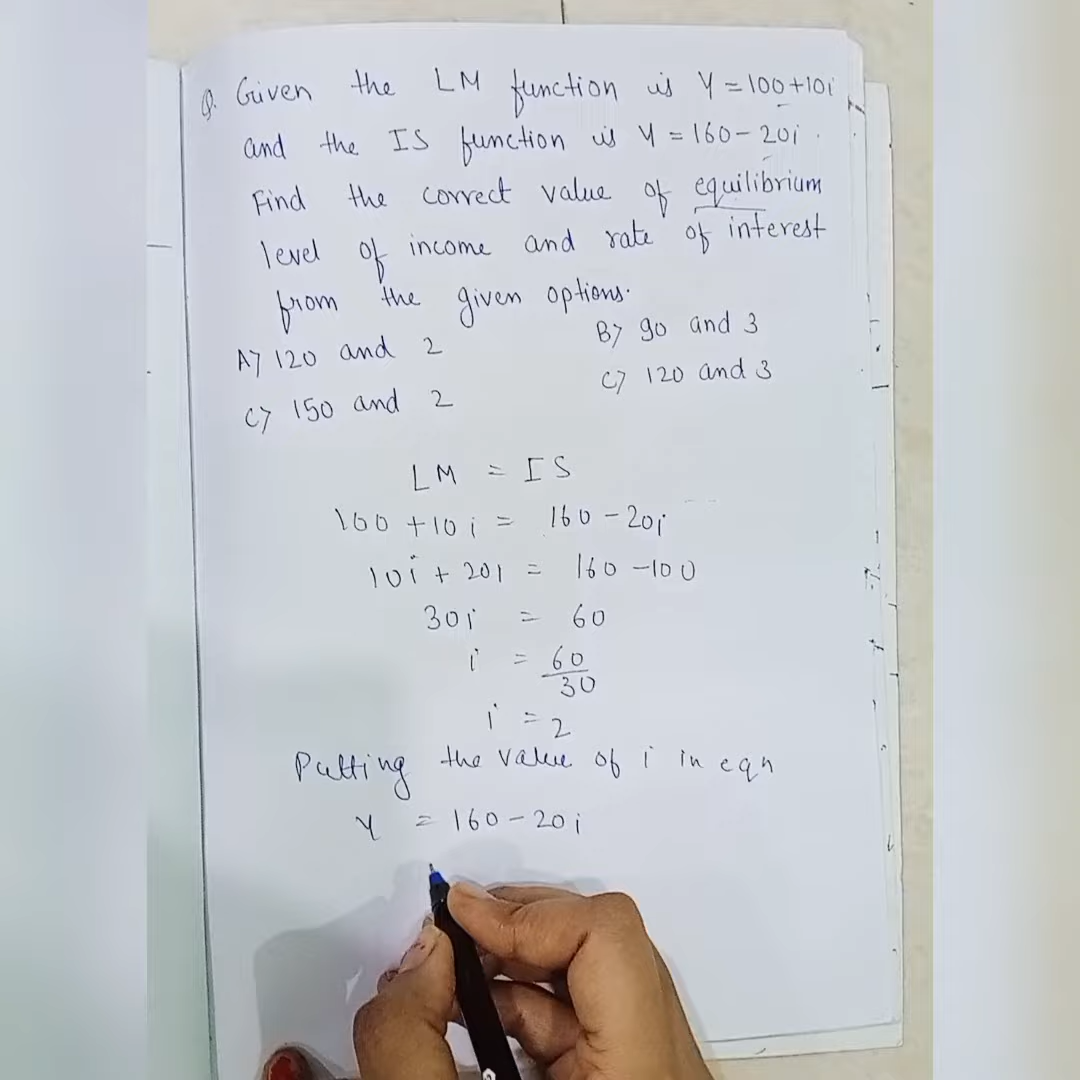 Q. Given the LM function is Y = 100+10i
and the IS function is Y = 160 - 20i.
Find the correct value of equilibrium
level of income and rate of interest
from the given options.
A) 120 and 2 B) 90 and 3
C) 150 and 2 C) 120 and 3
LM = IS
100 + 10i = 160 - 20i
10i + 20i = 160 - 100
30i = 60
i = 60/30
i = 2
Putting the value of i in eqn
Y = 160 - 20i